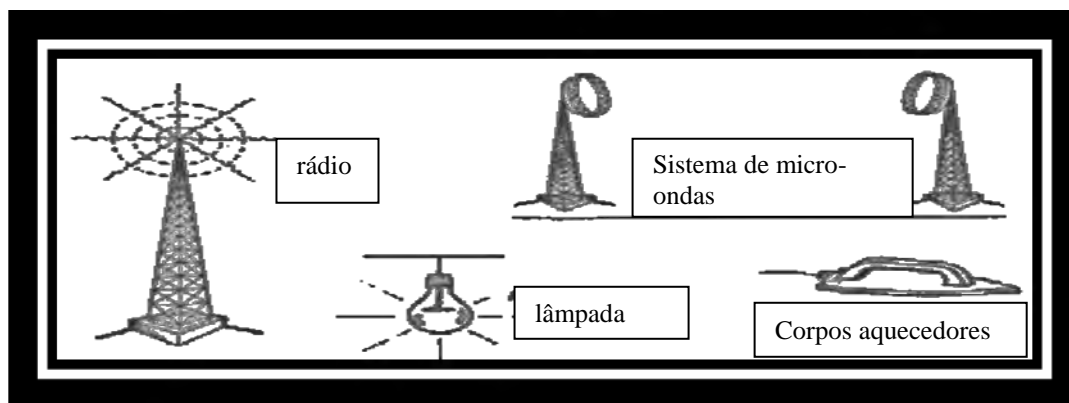 rádio
Sistema de micro-
ondas
lâmpada
Corpos aquecedores